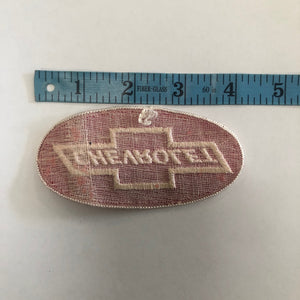 1 FIBER-GLASS 2 3 60 in 4 5
CHEVROLET